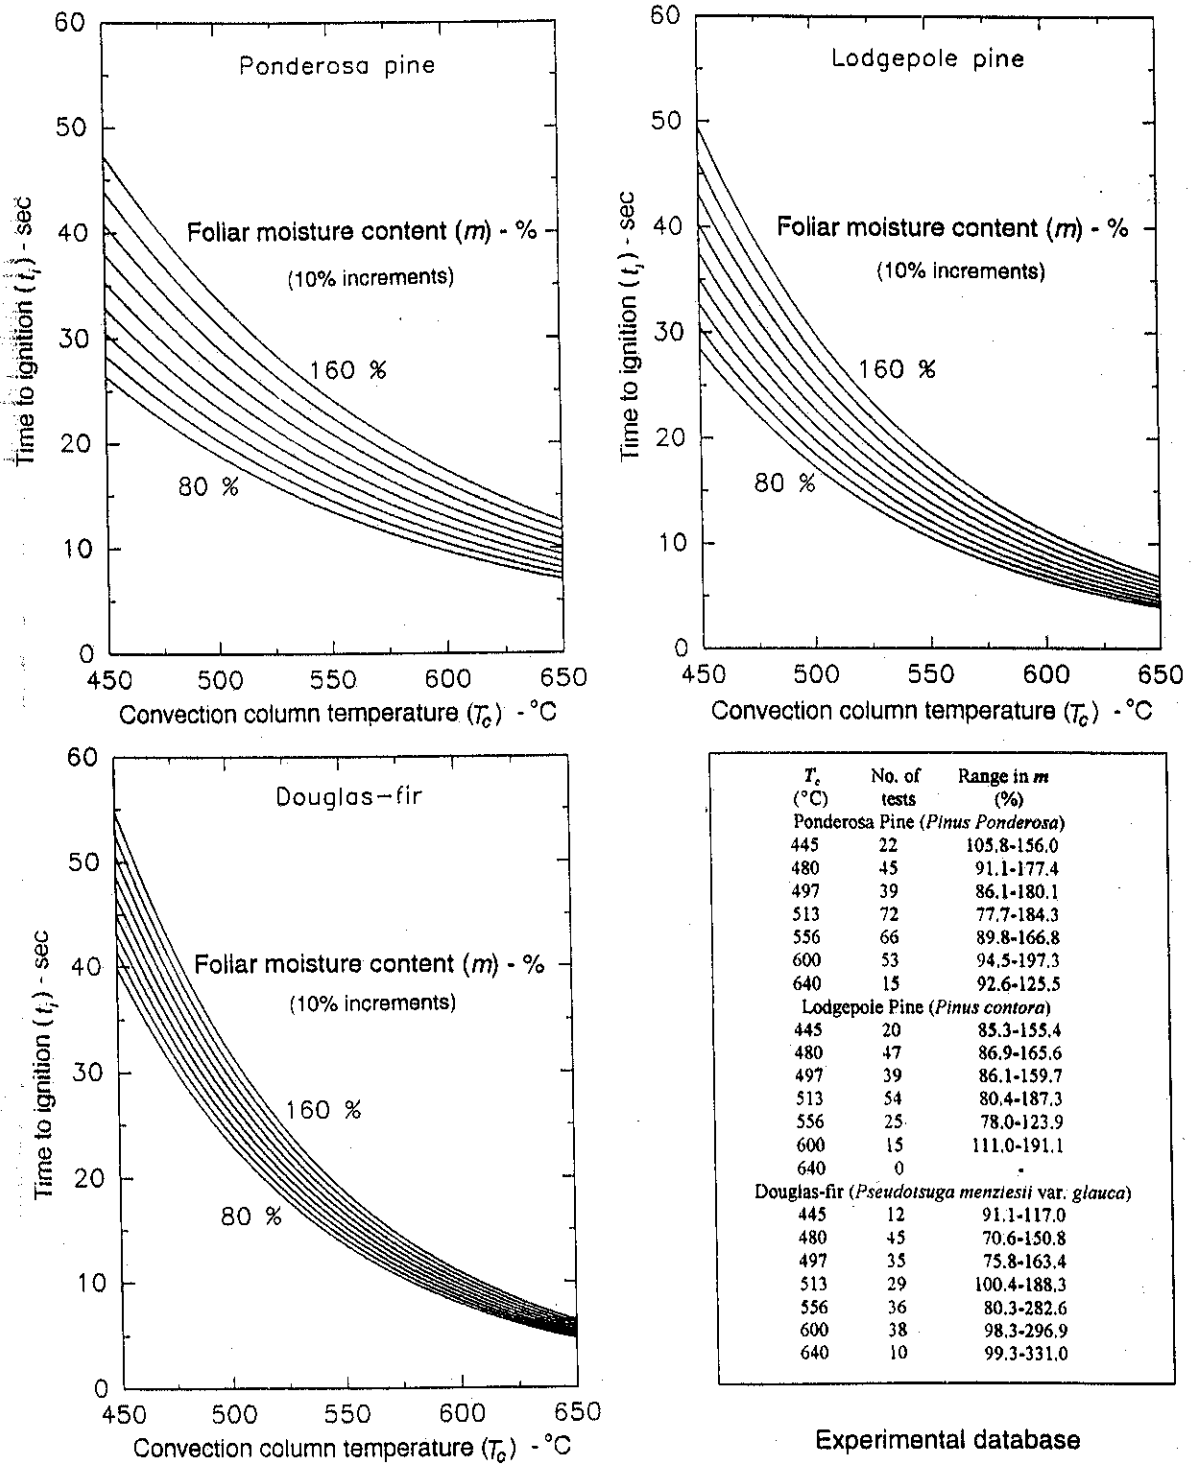 Ponderosa pine
60
50
40
30
20
10
0
Time to ignition (tᵢ) - sec
Foliar moisture content (m) - %
(10% increments)
160 %
80 %
450 500 550 600 650
Convection column temperature (T_c) - °C
Lodgepole pine
60
50
40
30
20
10
0
Time to ignition (tᵢ) - sec
Foliar moisture content (m) - %
(10% increments)
160 %
80 %
450 500 550 600 650
Convection column temperature (T_c) - °C
Douglas-fir
60
50
40
30
20
10
0
Time to ignition (tᵢ) - sec
Foliar moisture content (m) - %
(10% increments)
160 %
80 %
450 500 550 600 650
Convection column temperature (T_c) - °C
T_c No. of Range in m
(°C) tests (%)
Ponderosa Pine (Pinus Ponderosa)
445 22 105.8-156.0
480 45 91.1-177.4
497 39 86.1-180.1
513 72 77.7-184.3
556 66 89.8-166.8
600 53 94.5-197.3
640 15 92.6-125.5
Lodgepole Pine (Pinus contora)
445 20 85.3-155.4
480 47 86.9-165.6
497 39 86.1-159.7
513 54 80.4-187.3
556 25 78.0-123.9
600 15 111.0-191.1
640 0 -
Douglas-fir (Pseudotsuga menziesii var. glauca)
445 12 91.1-117.0
480 45 70.6-150.8
497 35 75.8-163.4
513 29 100.4-188.3
556 36 80.3-282.6
600 38 98.3-296.9
640 10 99.3-331.0
Experimental database